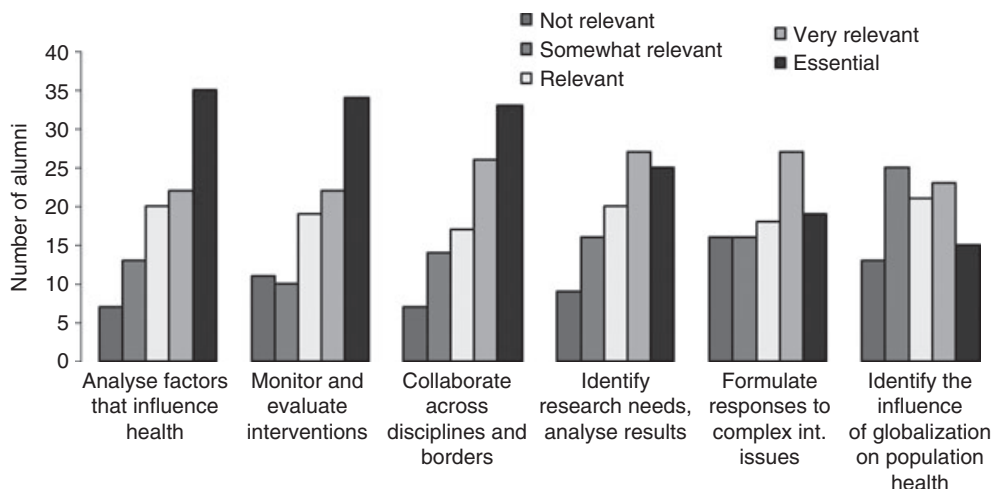 Not relevant
Somewhat relevant
Relevant
Very relevant
Essential
Number of alumni
40
35
30
25
20
15
10
5
0
Analyse factors
that influence
health
Monitor and
evaluate
interventions
Collaborate
across
disciplines and
borders
Identify
research needs,
analyse results
Formulate
responses to
complex int.
issues
Identify the
influence
of globalization
on population
health